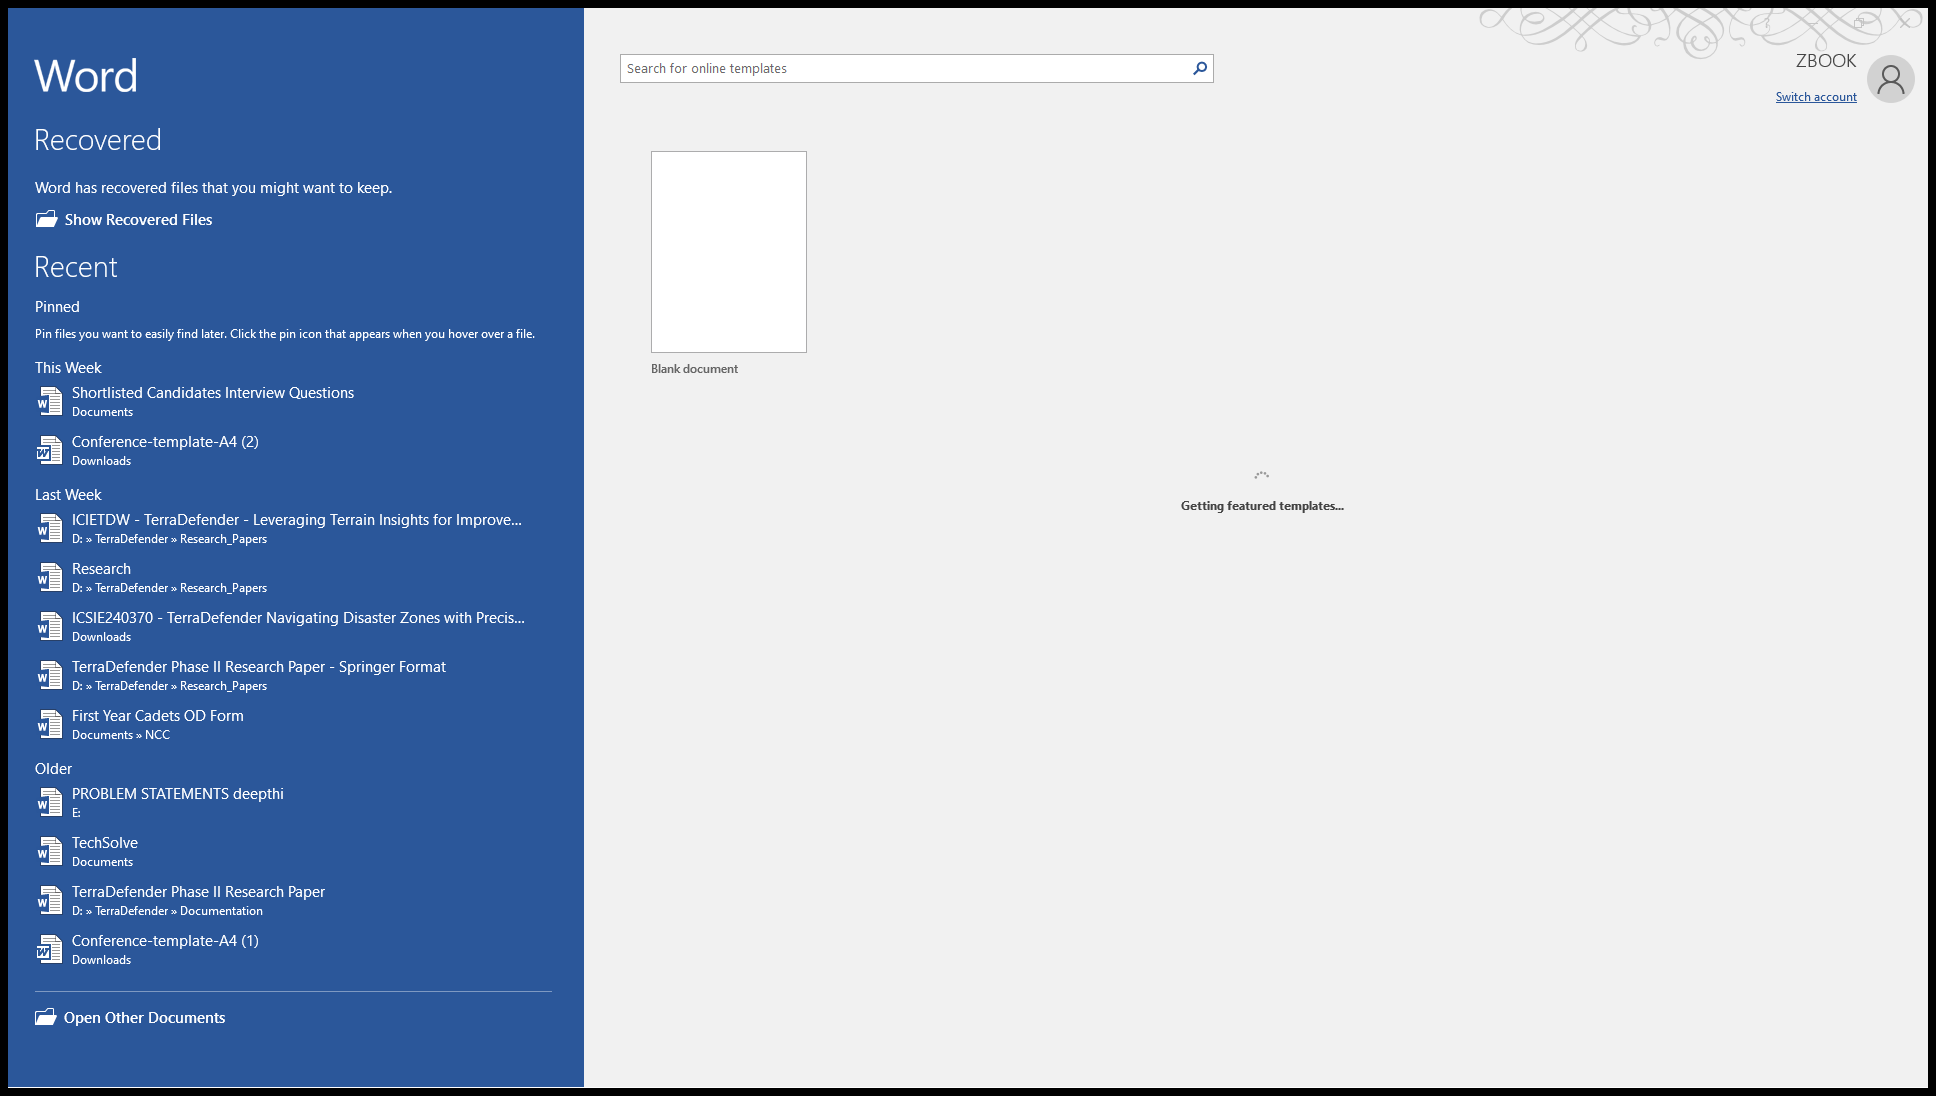 Word
Recovered
Word has recovered files that you might want to keep.
Show Recovered Files
Recent
Pinned
Pin files you want to easily find later. Click the pin icon that appears when you hover over a file.
This Week
Shortlisted Candidates Interview Questions
Documents
Conference-template-A4 (2)
Downloads
Last Week
ICIETDW - TerraDefender - Leveraging Terrain Insights for Improve...
D: » TerraDefender » Research_Papers
Research
D: » TerraDefender » Research_Papers
ICSIE240370 - TerraDefender Navigating Disaster Zones with Precis...
Downloads
TerraDefender Phase II Research Paper - Springer Format
D: » TerraDefender » Research_Papers
First Year Cadets OD Form
Documents » NCC
Older
PROBLEM STATEMENTS deepthi
E:
TechSolve
Documents
TerraDefender Phase II Research Paper
D: » TerraDefender » Documentation
Conference-template-A4 (1)
Downloads
Open Other Documents
Search for online templates
ZBOOK
Switch account
Blank document
Getting featured templates...